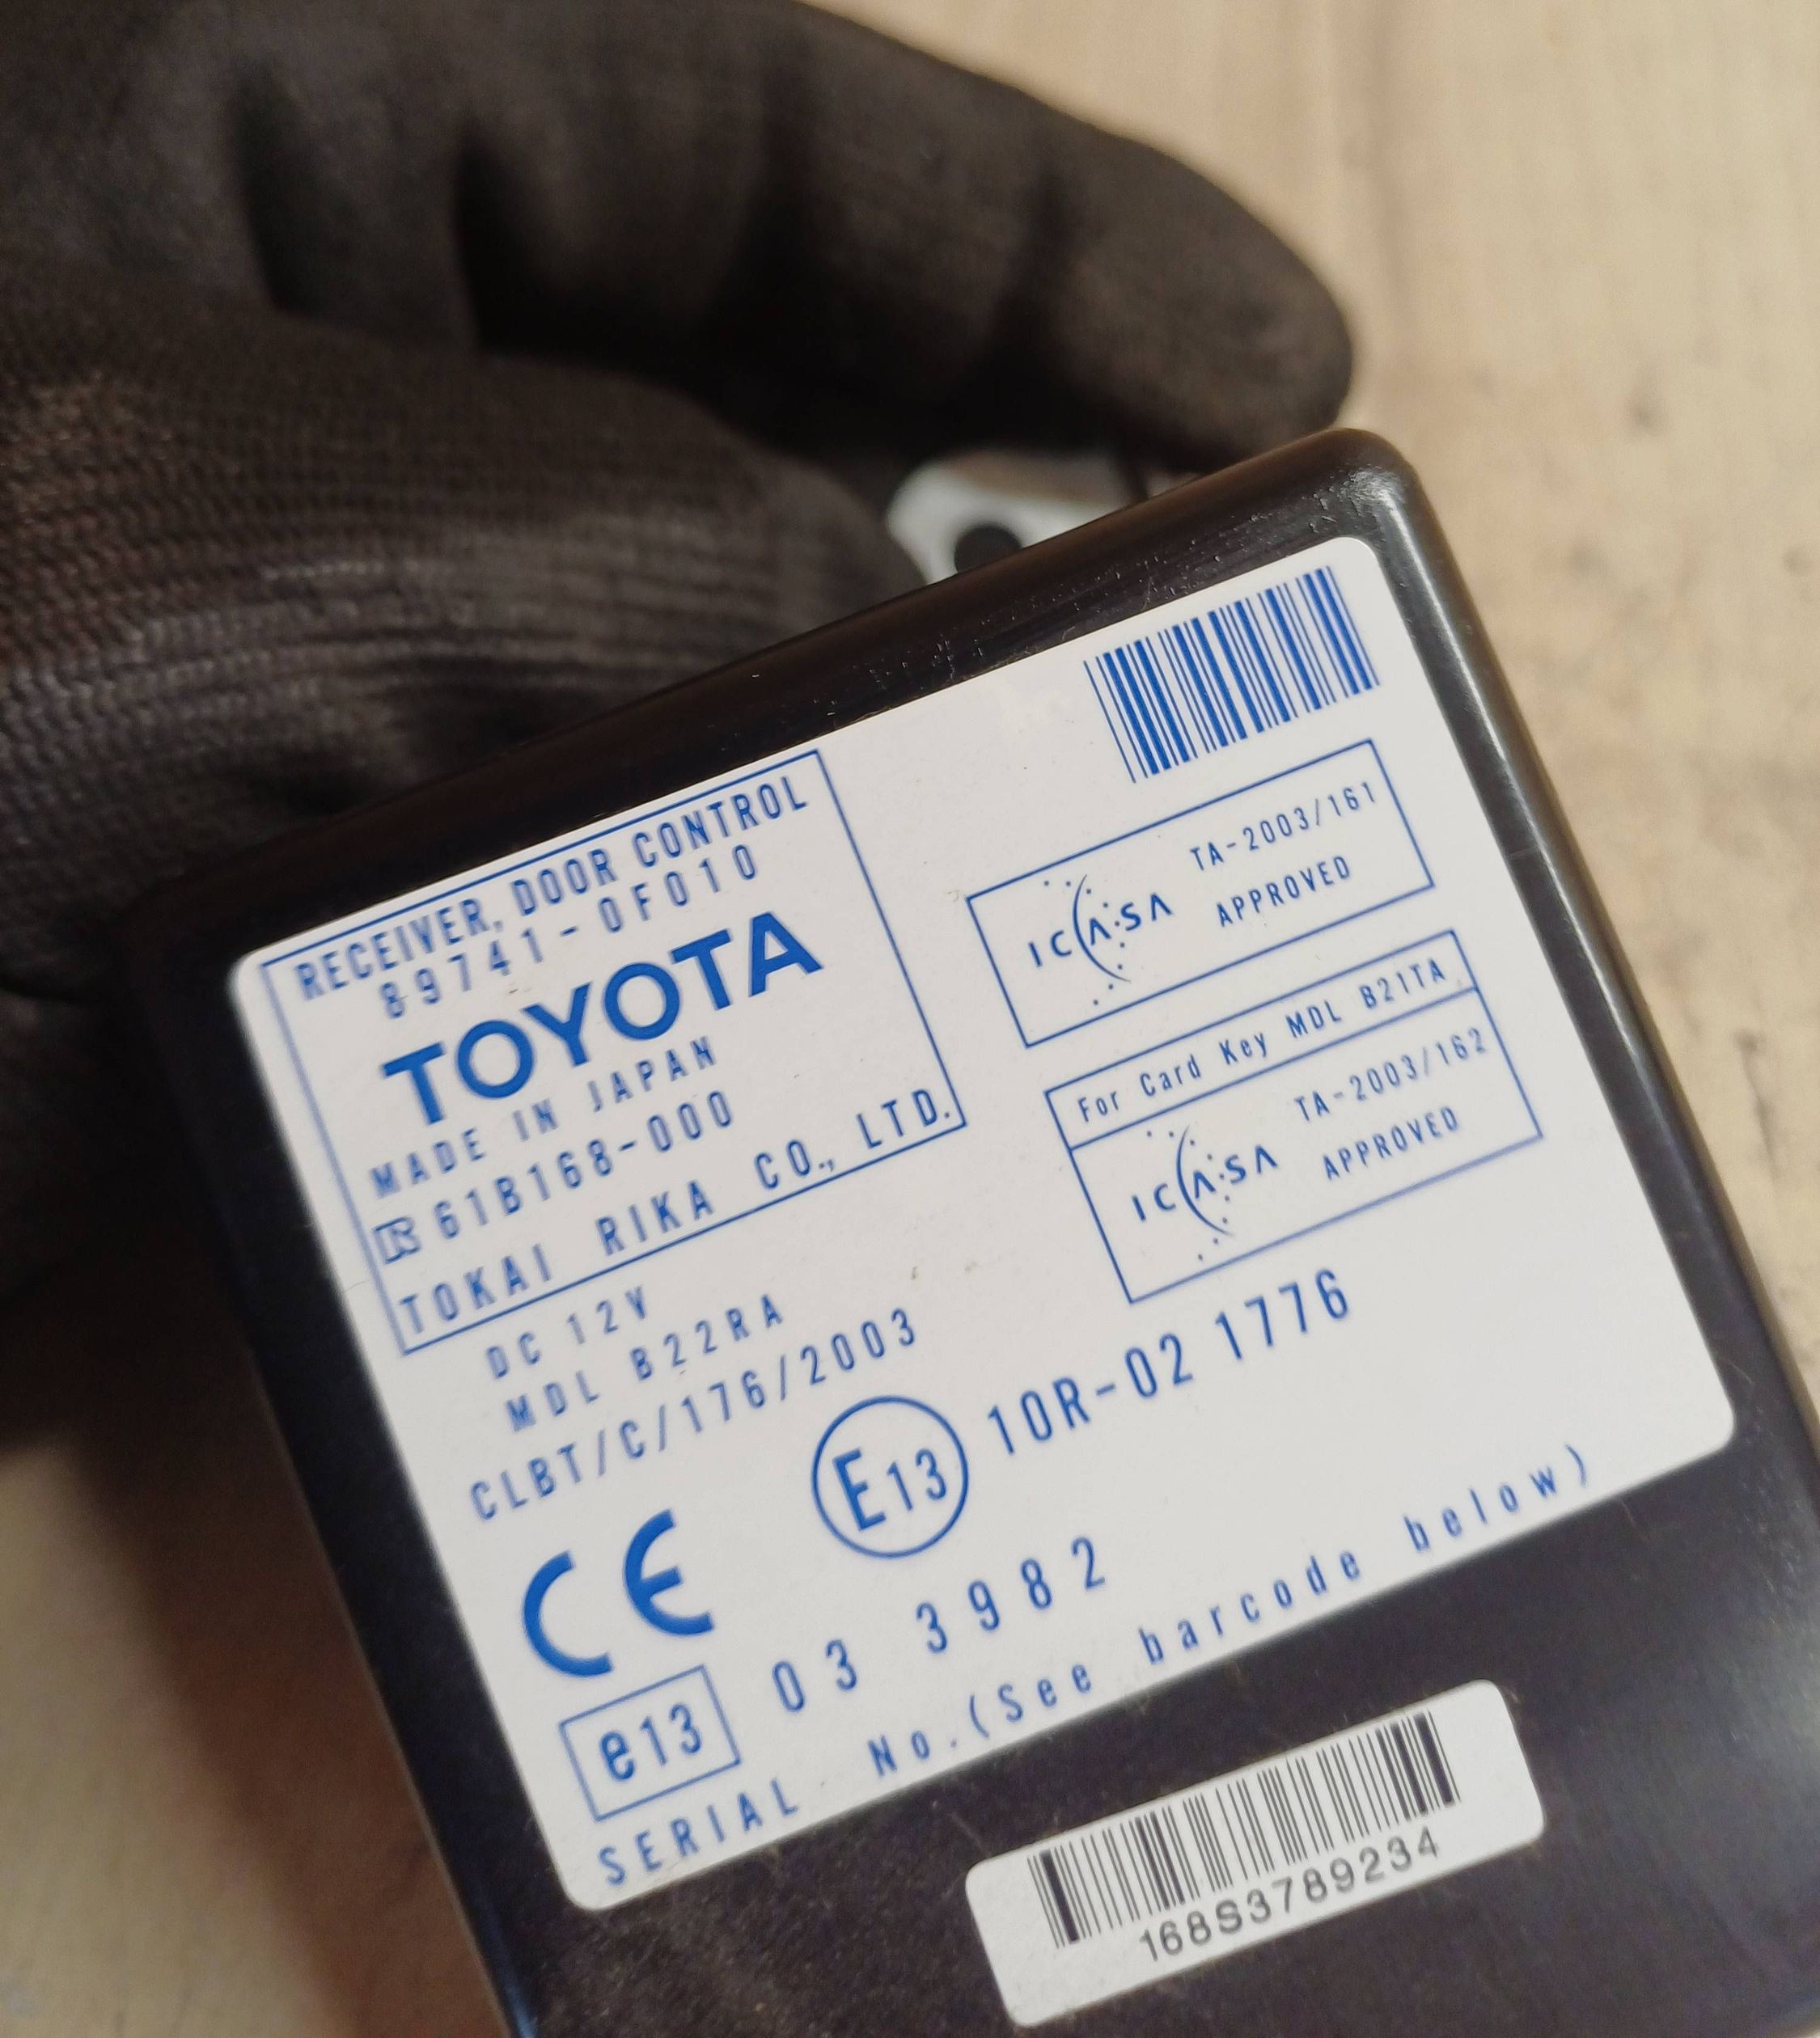 RECEIVER, DOOR CONTROL
89741-0F010
TOYOTA
MADE IN JAPAN
61B168-000
TOKAI RIKA CO., LTD.
DC 12V
MDL B22RA
CLBT/C/176/2003
CE
E13 10R-02 1776
e13 03 3982
SERIAL No.(See barcode below)
ICASA TA-2003/161
APPROVED
For Card Key MDL B21TA
ICASA TA-2003/162
APPROVED
168S3789234